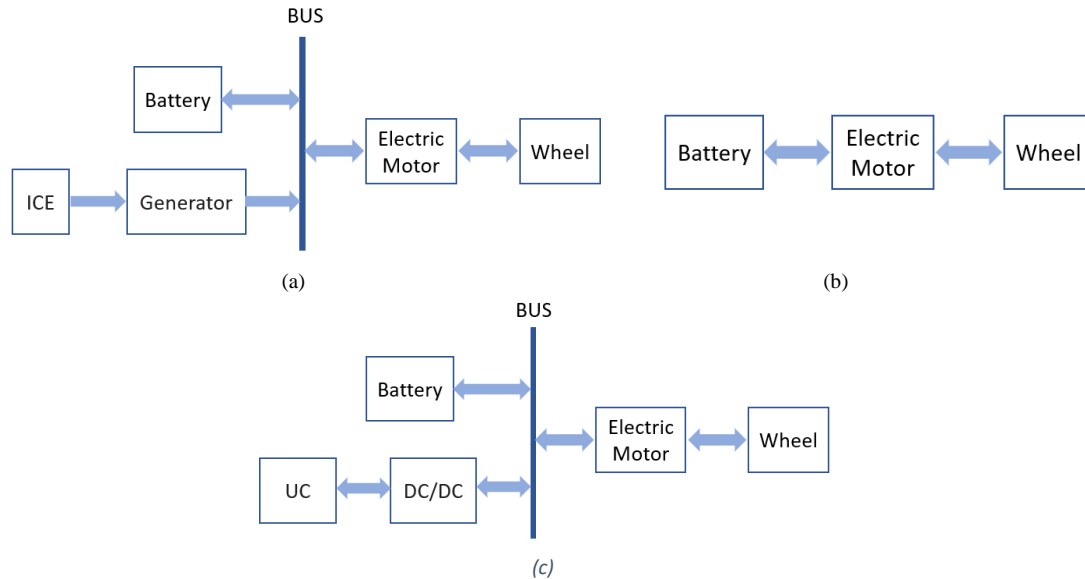 BUS
Battery
Electric
Motor
Wheel
ICE
Generator
(a)
Battery
Electric
Motor
Wheel
(b)
BUS
Battery
Electric
Motor
Wheel
UC
DC/DC
(c)